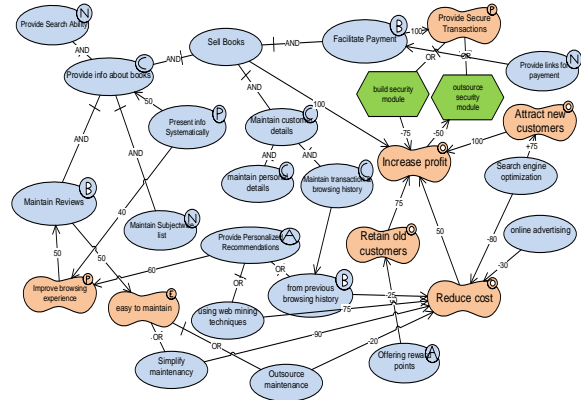 N
Provide Search Ability
AND
C
Provide info about books
AND
Sell Books
AND
B
Facilitate Payment
100
P
Provide Secure
Transactions
OR
OR
N
Provide links for
payement
50
P
Present info
Systematically
build security
module
outsource
security
module
O
Attract new
customers
100
C
Maintain customer
details
100
-75
-50
AND
AND
AND
AND
AND
O
Increase profit
+75
Search engine
optimization
C
maintain personal
details
C
Maintain transaction &
browsing history
B
Maintain Reviews
40
N
Maintain Subjectwise
list
A
Provide Personalized
Recommendations
75
O
Retain old
customers
50
online advertising
-80
-30
50
50
60
OR
OR
P
Improve browsing
experience
E
easy to maintain
B
from previous
browsing history
-25
O
Reduce cost
using web mining
techniques
-75
-90
-20
OR
OR
Simplify
maintenancy
Outsource
maintenance
A
Offering reward
points